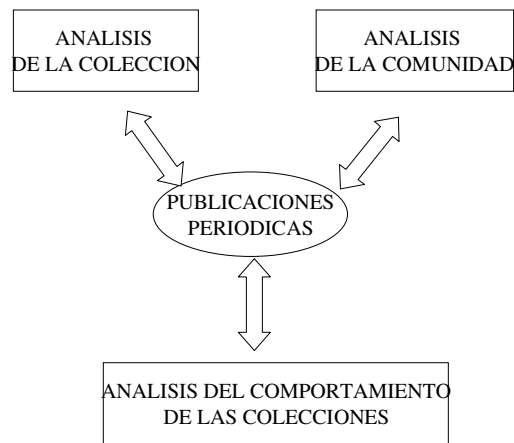 ANALISIS
DE LA COLECCION
ANALISIS
DE LA COMUNIDAD
PUBLICACIONES
PERIODICAS
ANALISIS DEL COMPORTAMIENTO
DE LAS COLECCIONES